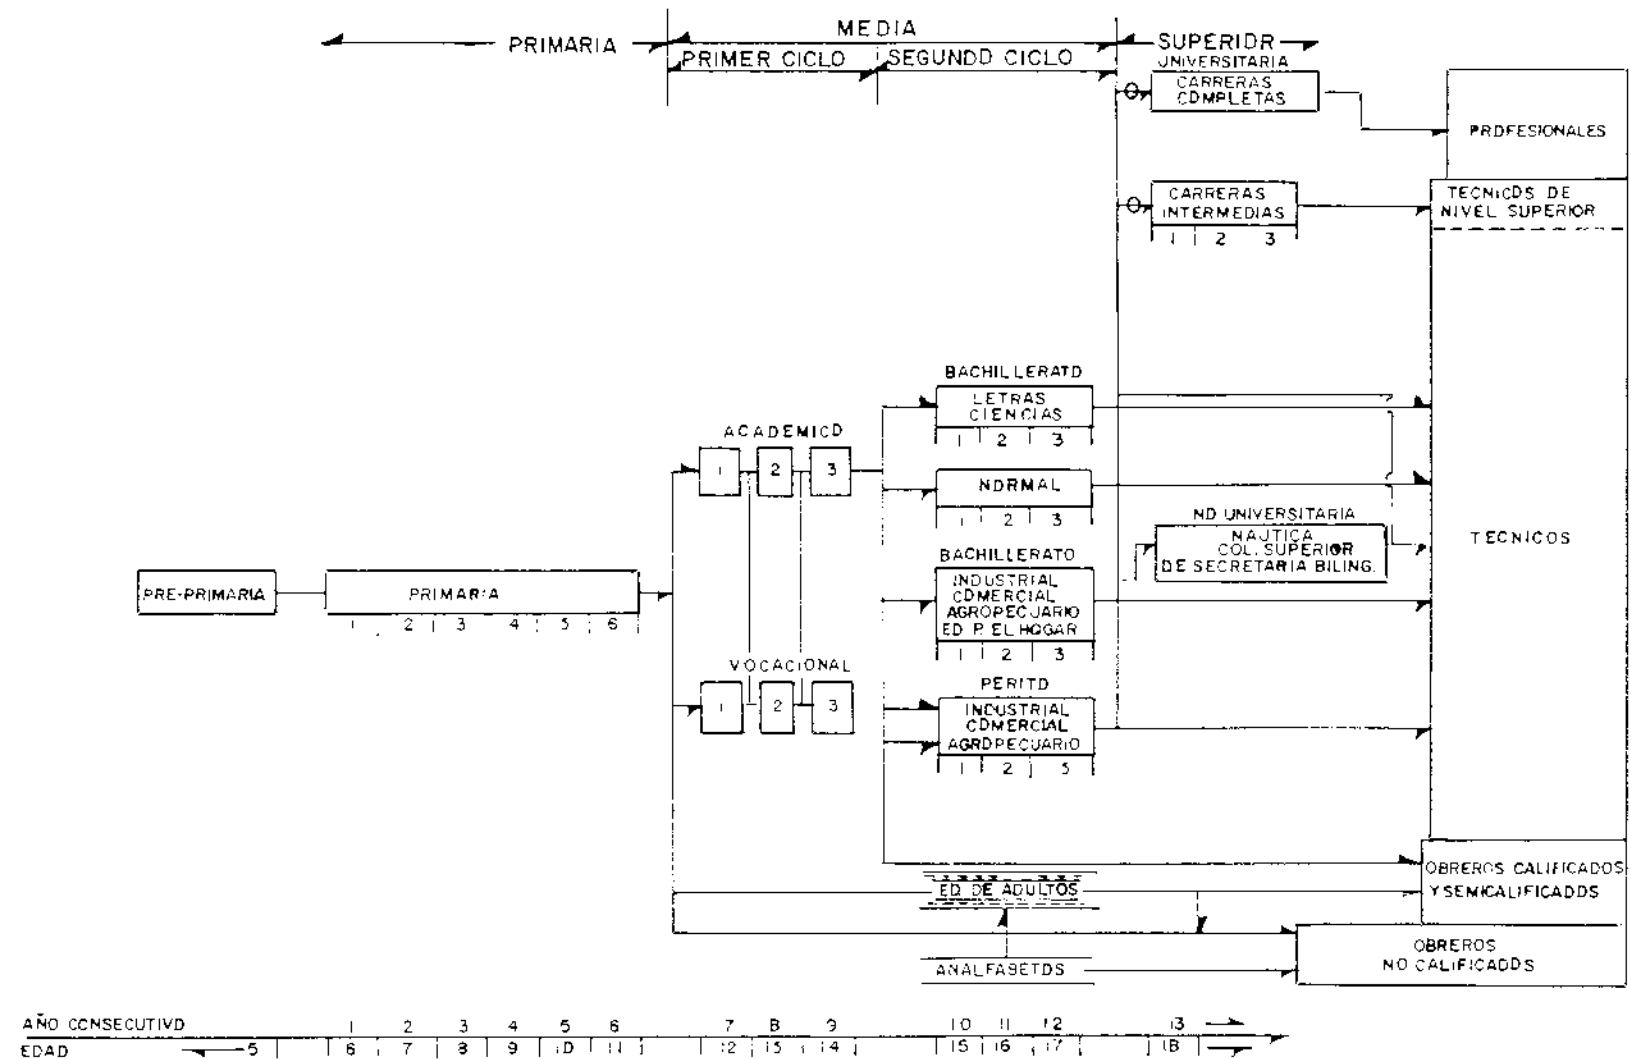 PRIMARIA
MEDIA
SUPERIOR
PRIMER CICLO
SEGUNDO CICLO
UNIVERSITARIA
CARRERAS
COMPLETAS
PROFESIONALES
CARRERAS
INTERMEDIAS
1 2 3
TECNICOS DE
NIVEL SUPERIOR
BACHILLERATO
LETRAS
CIENCIAS
1 2 3
ACADEMICO
1 2 3
NORMAL
1 2 3
NO UNIVERSITARIA
NAUTICA
COL. SUPERIOR
DE SECRETARIA BILING.
TECNICOS
BACHILLERATO
INDUSTRIAL
COMERCIAL
AGROPECUARIO
ED P. EL HOGAR
1 2 3
PRE-PRIMARIA
PRIMARIA
1 2 3 4 5 6
VOCACIONAL
1 2 3
PERITO
INDUSTRIAL
COMERCIAL
AGROPECUARIO
1 2 3
OBREROS CALIFICADOS
Y SEMICALIFICADOS
ED. DE ADULTOS
OBREROS
NO CALIFICADOS
ANALFABETOS
AÑO CONSECUTIVO 1 2 3 4 5 6 7 8 9 10 11 12 13
EDAD 5 6 7 8 9 10 11 12 13 14 15 16 17 18